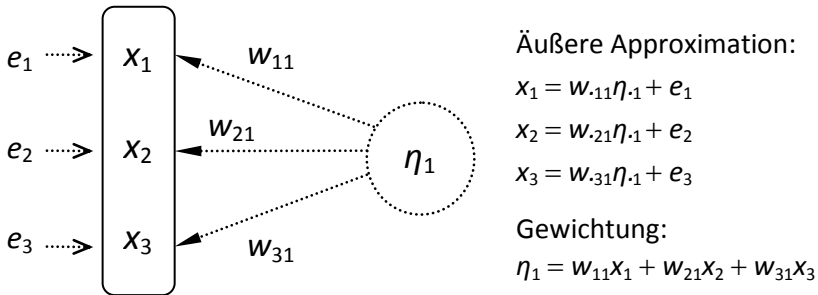 e₁ x₁ w₁₁
e₂ x₂ w₂₁ η₁
e₃ x₃ w₃₁
Äußere Approximation:
x₁ = w.₁₁η.₁ + e₁
x₂ = w.₂₁η.₁ + e₂
x₃ = w.₃₁η.₁ + e₃
Gewichtung:
η₁ = w₁₁x₁ + w₂₁x₂ + w₃₁x₃